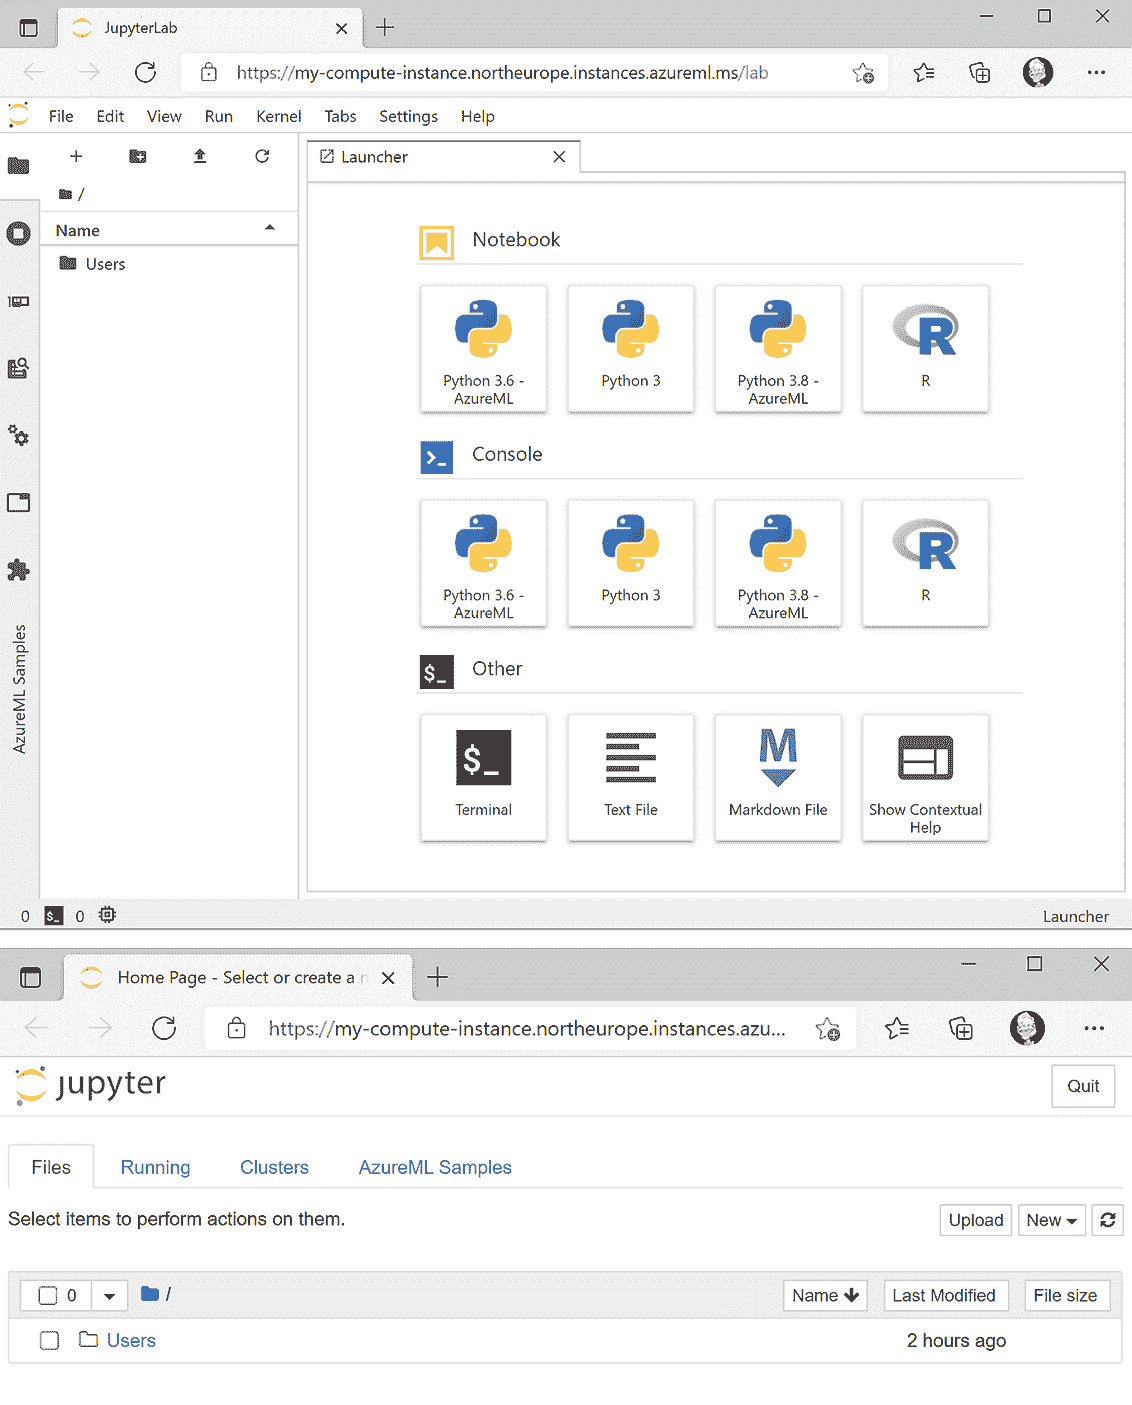 JupyterLab
https://my-compute-instance.northeurope.instances.azureml.ms/lab
File Edit View Run Kernel Tabs Settings Help
Launcher
/
Name
Users
AzureML Samples
Notebook
Python 3.6 -
AzureML
Python 3
Python 3.8 -
AzureML
R
Console
Python 3.6 -
AzureML
Python 3
Python 3.8 -
AzureML
R
$_ Other
$_
Terminal
Text File
M
Markdown File
Show Contextual
Help
0 $_ 0 Launcher
Home Page - Select or create a n
https://my-compute-instance.northeurope.instances.azu...
jupyter Quit
Files Running Clusters AzureML Samples
Select items to perform actions on them. Upload New
0 / Name Last Modified File size
Users 2 hours ago